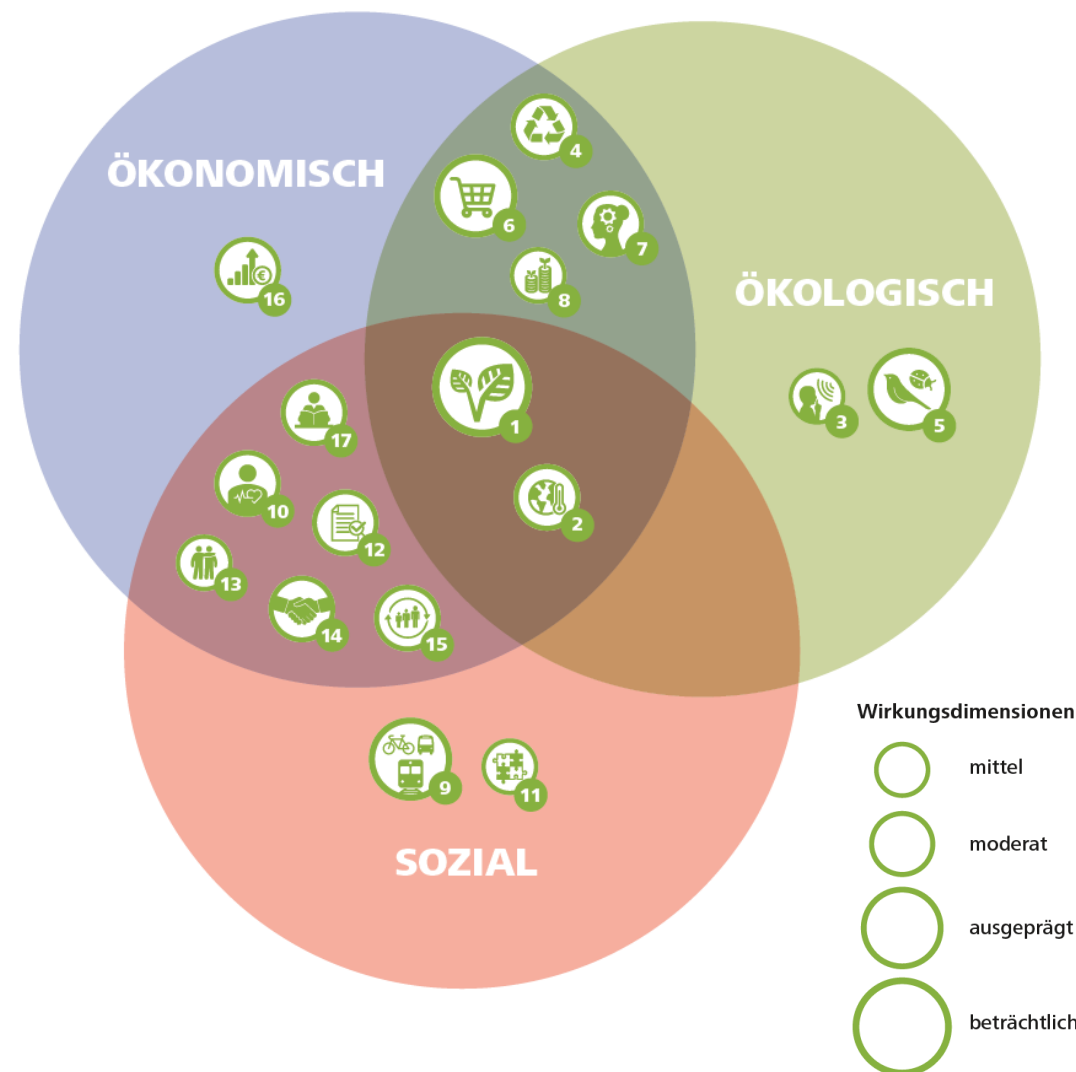 ÖKONOMISCH
4
6
7
ÖKOLOGISCH
€
16
8
3
5
1
17
10
2
12
13
14
15
Wirkungsdimensionen
mittel
9
11
moderat
SOZIAL
ausgeprägt
beträchtlich